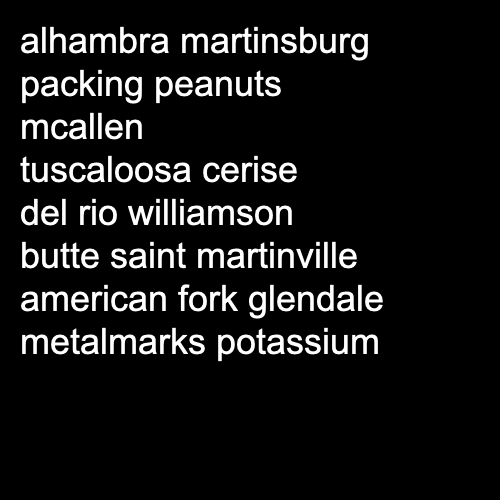 alhambra martinsburg
packing peanuts
mcallen
tuscaloosa cerise
del rio williamson
butte saint martinville
american fork glendale
metalmarks potassium